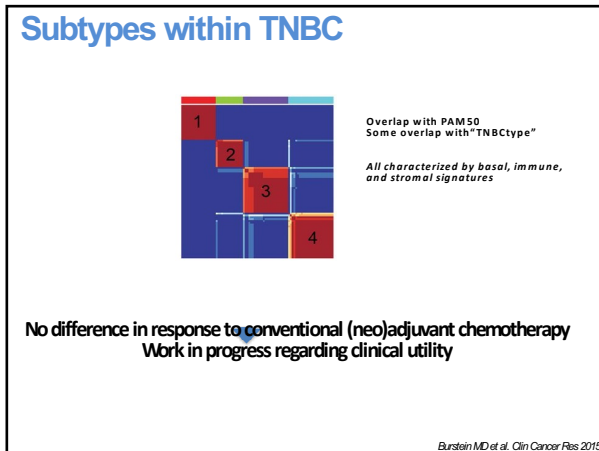 Subtypes within TNBC
1
2
3
4
Overlap with PAM50
Some overlap with“TNBCtype”
All characterized by basal, immune,
and stromal signatures
No difference in response to conventional (neo)adjuvant chemotherapy
Work in progress regarding clinical utility
Burstein MD et al. Clin Cancer Res 2015